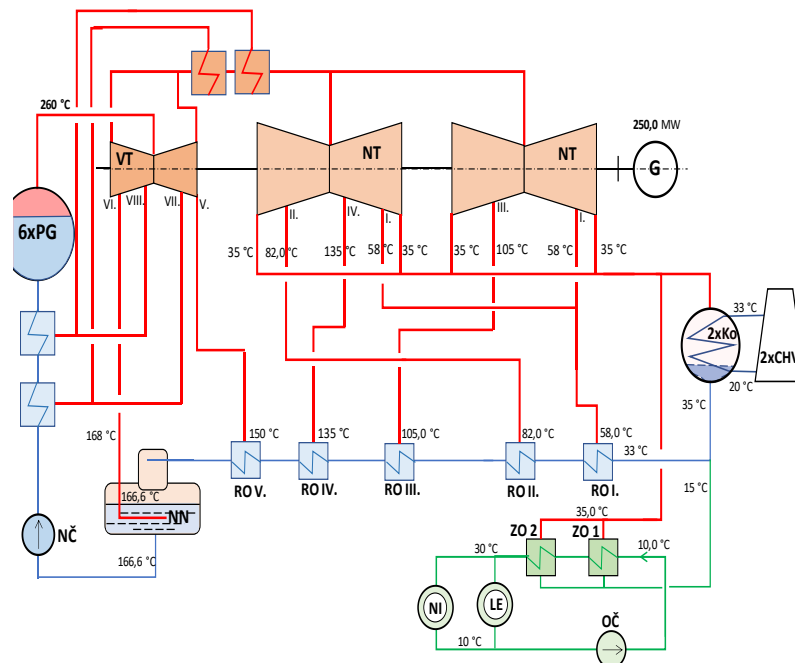 260 °C
250,0 MW
VT
NT
NT
G
VI.
VIII.
VII.
V.
II.
IV.
I.
III.
I.
6xPG
35 °C
82,0°C
135 °C
58 °C
35 °C
35 °C
105 °C
58 °C
35 °C
33 °C
2xKo
2xCHV
20 °C
35 °C
168 °C
150 °C
135 °C
105,0 °C
82,0 °C
58,0 °C
33 °C
RO V.
RO IV.
RO III.
RO II.
RO I.
15 °C
166,6 °C
NN
NČ
166,6 °C
35,0 °C
ZO 2
ZO 1
30 °C
10,0 °C
NI
LE
OČ
10 °C